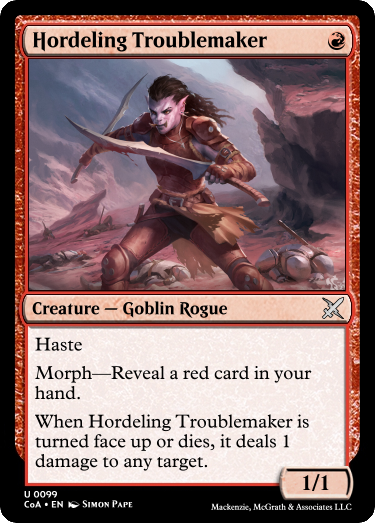 Hordeling Troublemaker
Creature — Goblin Rogue
Haste
Morph—Reveal a red card in your
hand.
When Hordeling Troublemaker is
turned face up or dies, it deals 1
damage to any target.
1/1
U 0099
CoA • EN Simon Pape
Mackenzie, McGrath & Associates LLC